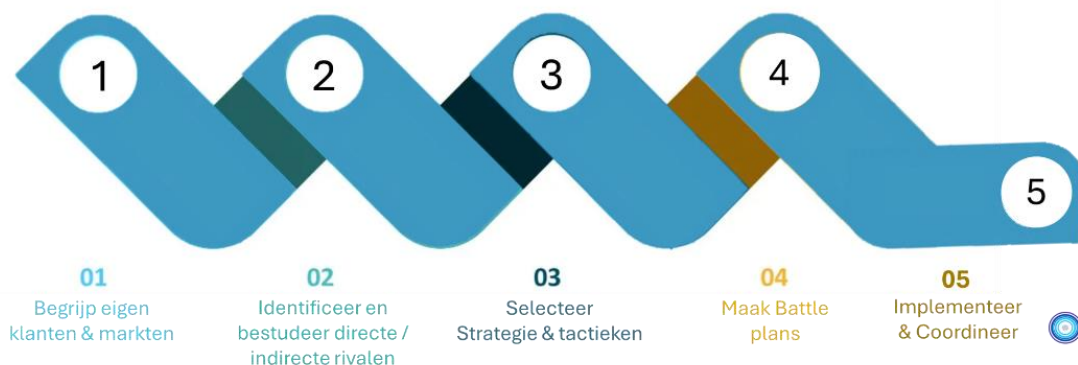 1
2
3
4
5
01
Begrijp eigen
klanten & markten
02
Identificeer en
bestudeer directe /
indirecte rivalen
03
Selecteer
Strategie & tactieken
04
Maak Battle
plans
05
Implementeer
& Coordineer